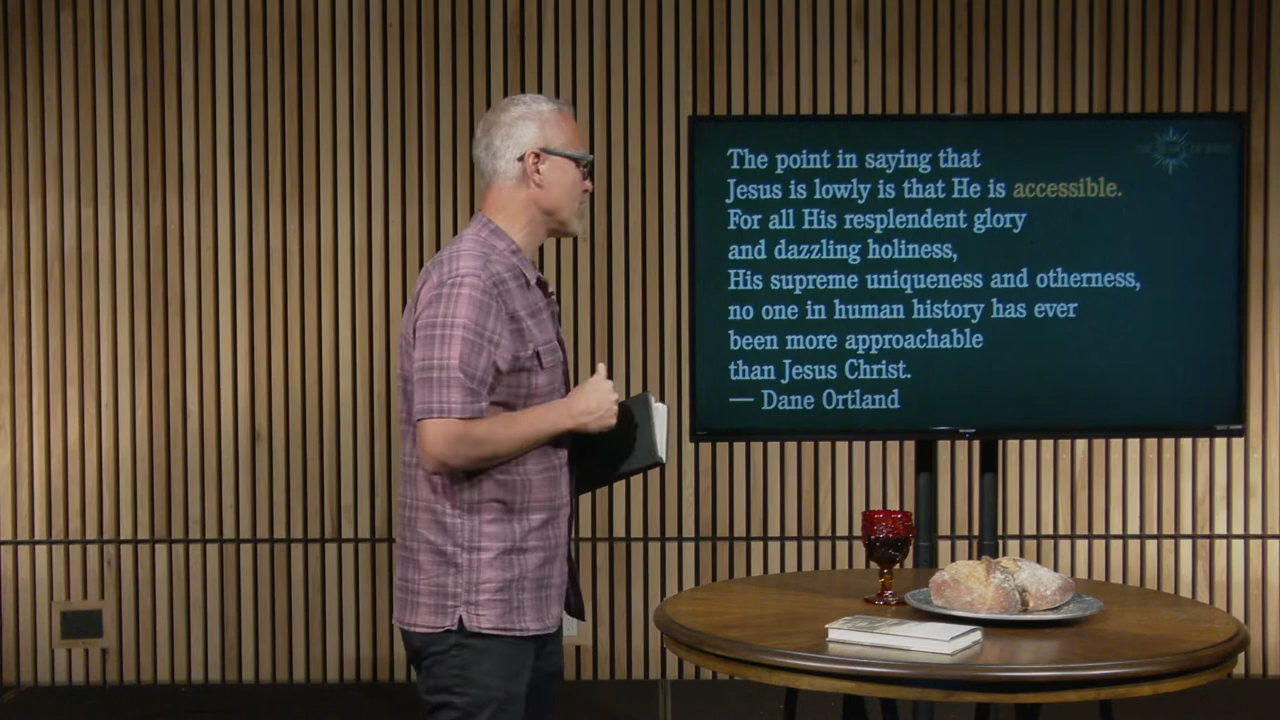 The point in saying that
Jesus is lowly is that He is accessible.
For all His resplendent glory
and dazzling holiness,
His supreme uniqueness and otherness,
no one in human history has ever
been more approachable
than Jesus Christ.
— Dane Ortland